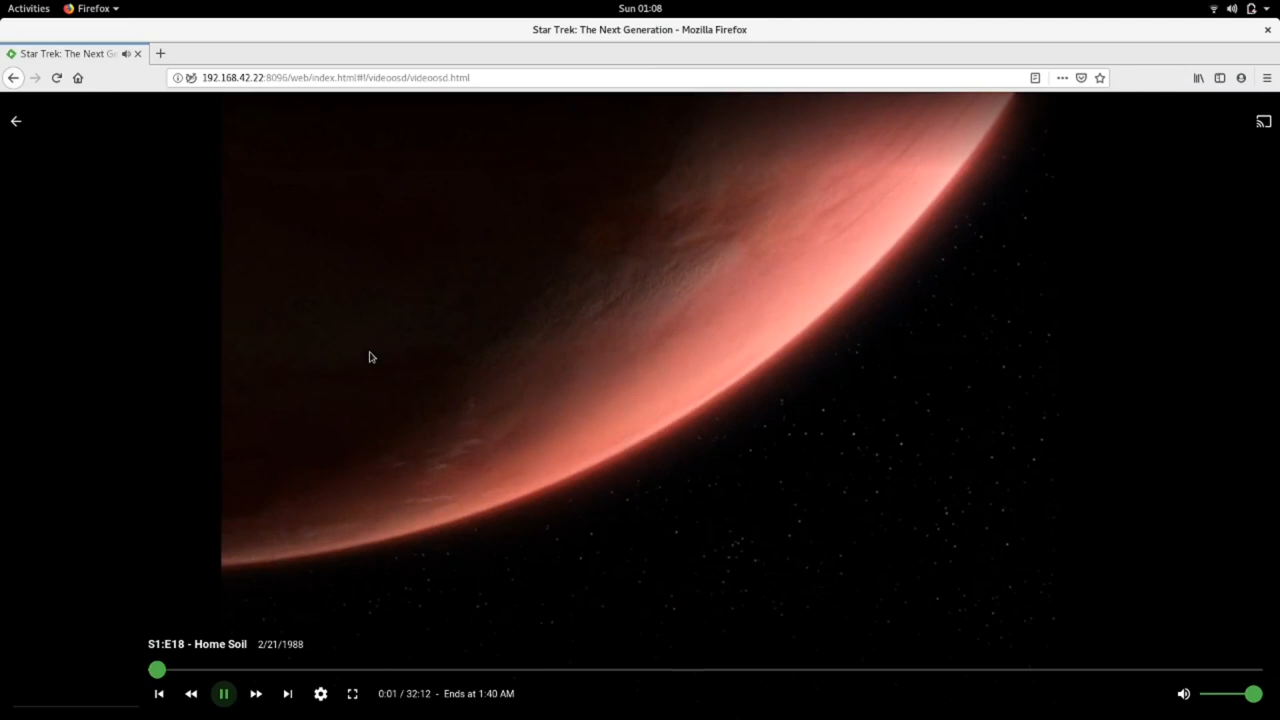 Activities Firefox Sun 01:08
Star Trek: The Next Generation - Mozilla Firefox
Star Trek: The Next Ge
192.168.42.22:8096/web/index.html#!/videoosd/videoosd.html
S1:E18 - Home Soil 2/21/1988
0:01 / 32:12 - Ends at 1:40 AM